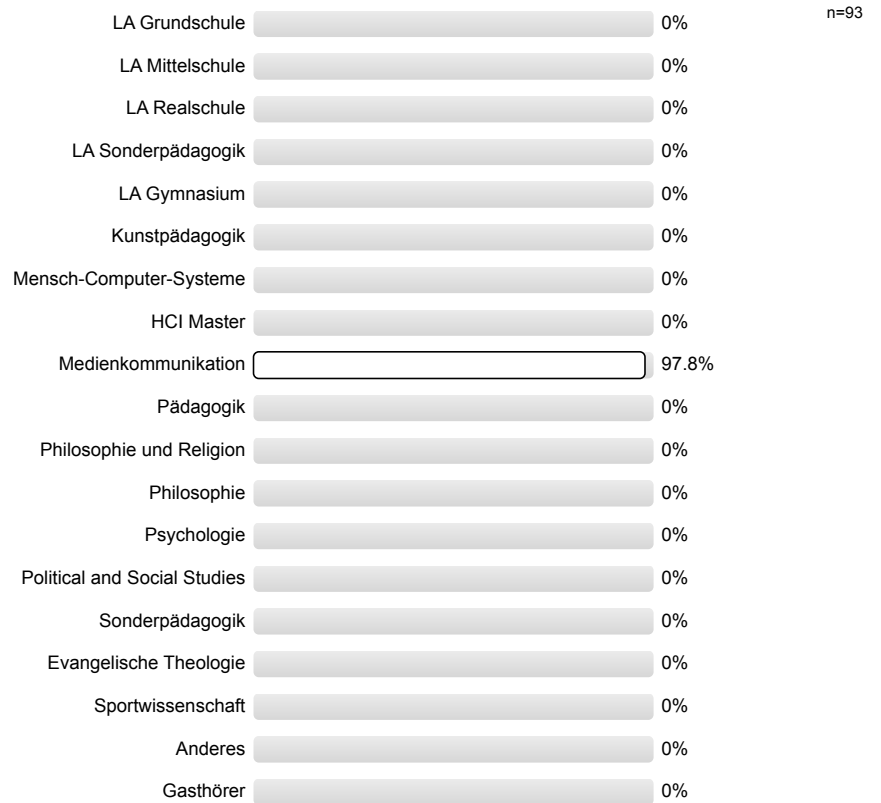 n=93
LA Grundschule 0%
LA Mittelschule 0%
LA Realschule 0%
LA Sonderpädagogik 0%
LA Gymnasium 0%
Kunstpädagogik 0%
Mensch-Computer-Systeme 0%
HCI Master 0%
Medienkommunikation 97.8%
Pädagogik 0%
Philosophie und Religion 0%
Philosophie 0%
Psychologie 0%
Political and Social Studies 0%
Sonderpädagogik 0%
Evangelische Theologie 0%
Sportwissenschaft 0%
Anderes 0%
Gasthörer 0%